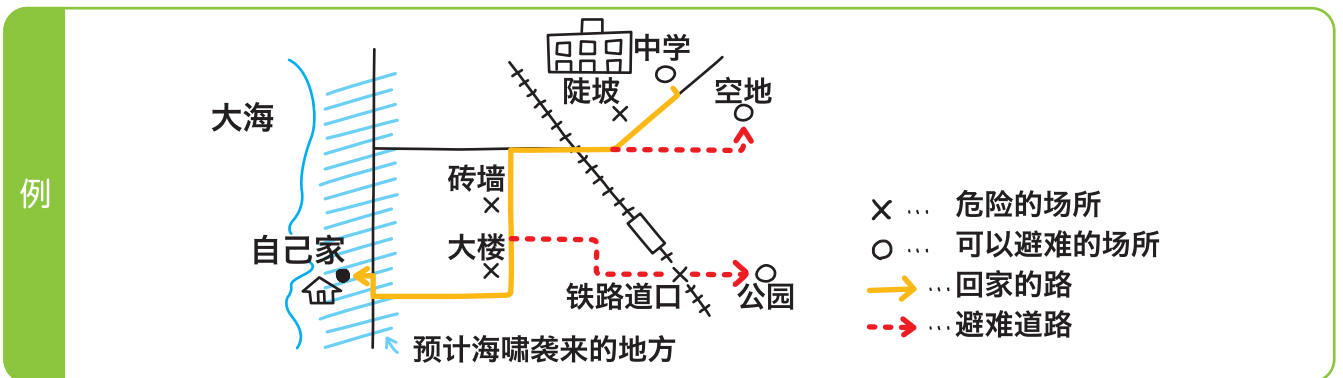 例
中学
陡坡
空地
大海
砖墙
自己家
大楼
铁路道口
公园
预计海啸袭来的地方
× … 危险的场所
○ … 可以避难的场所
…回家的路
…避难道路